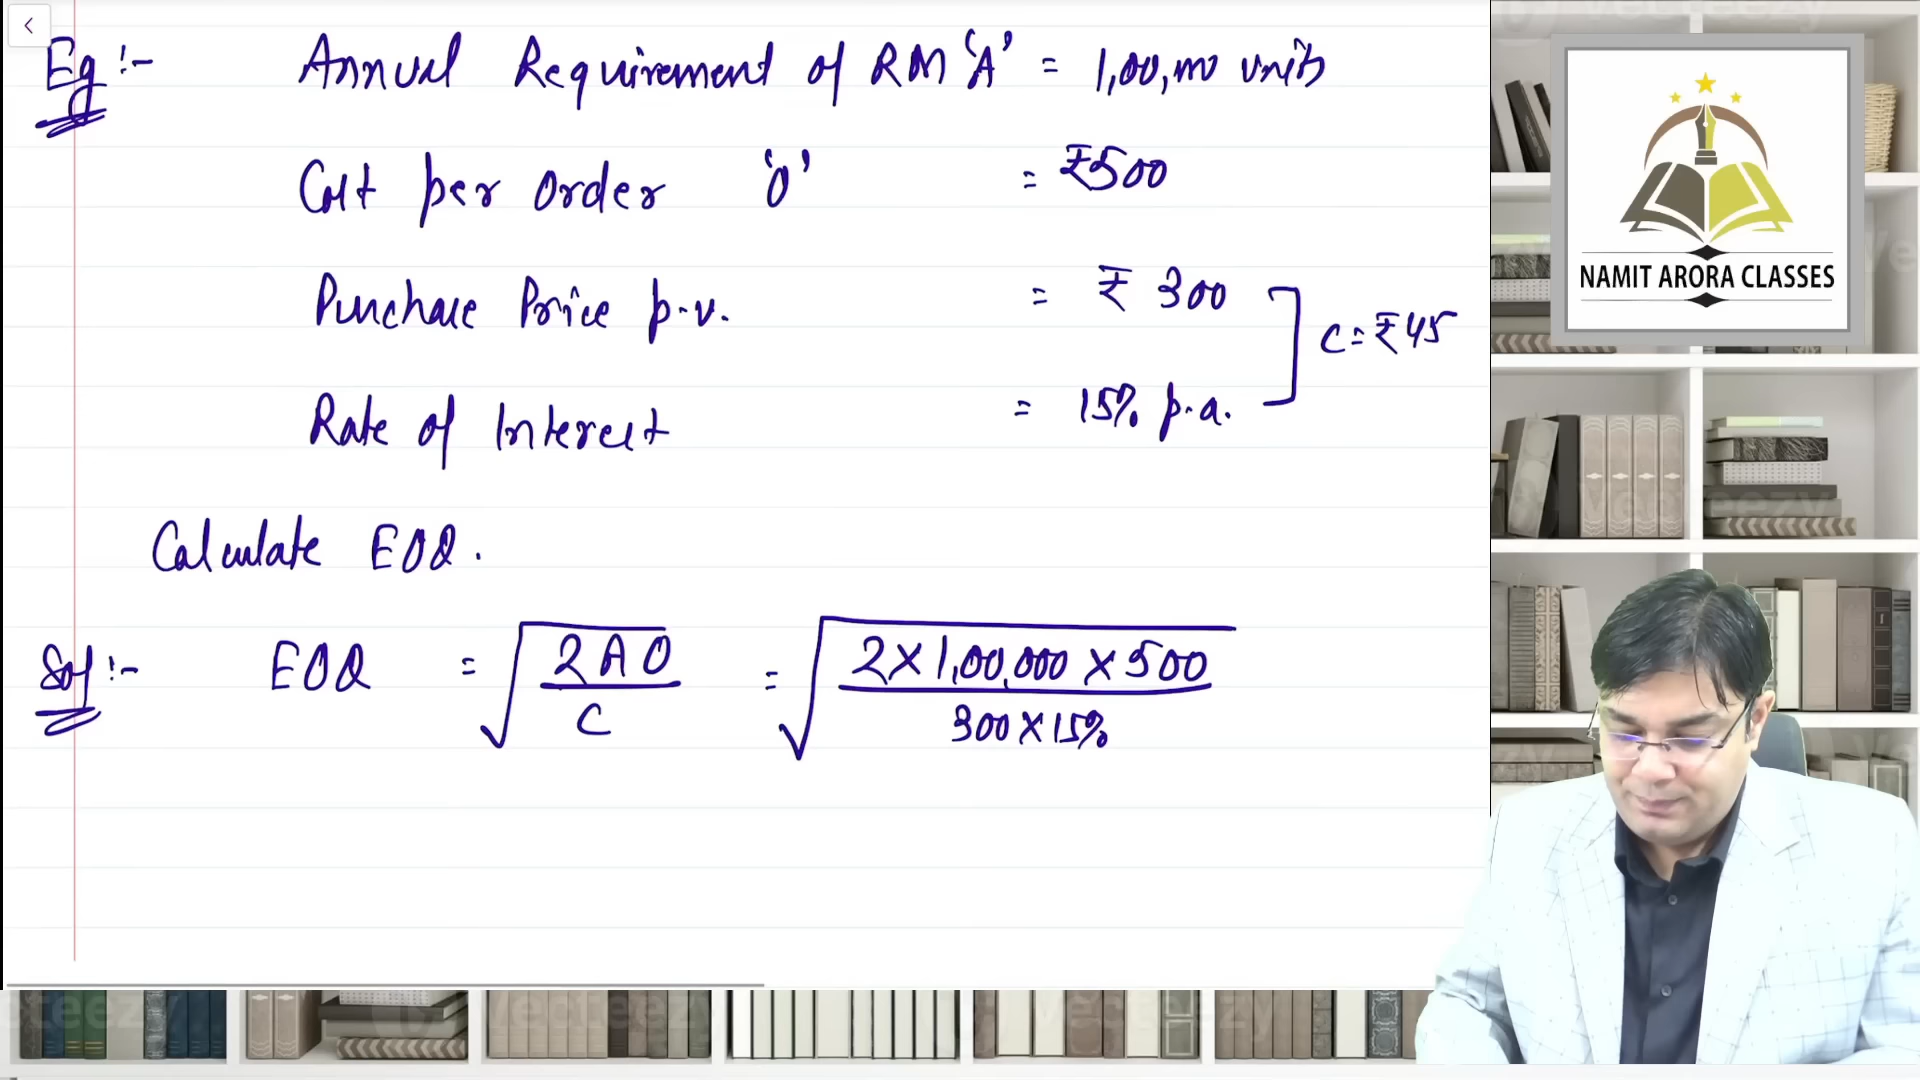 Eg :- Annual Requirement of RM 'A' = 1,00,000 units
Cost per order 'O' = ₹500
Purchase Price p.u. = ₹ 300
C = ₹45
Rate of Interest = 15% p.a.
Calculate EOQ.
Sol :- EOQ = √(2AO / C) = √(2 × 1,00,000 × 500 / 300 × 15%)
NAMIT ARORA CLASSES